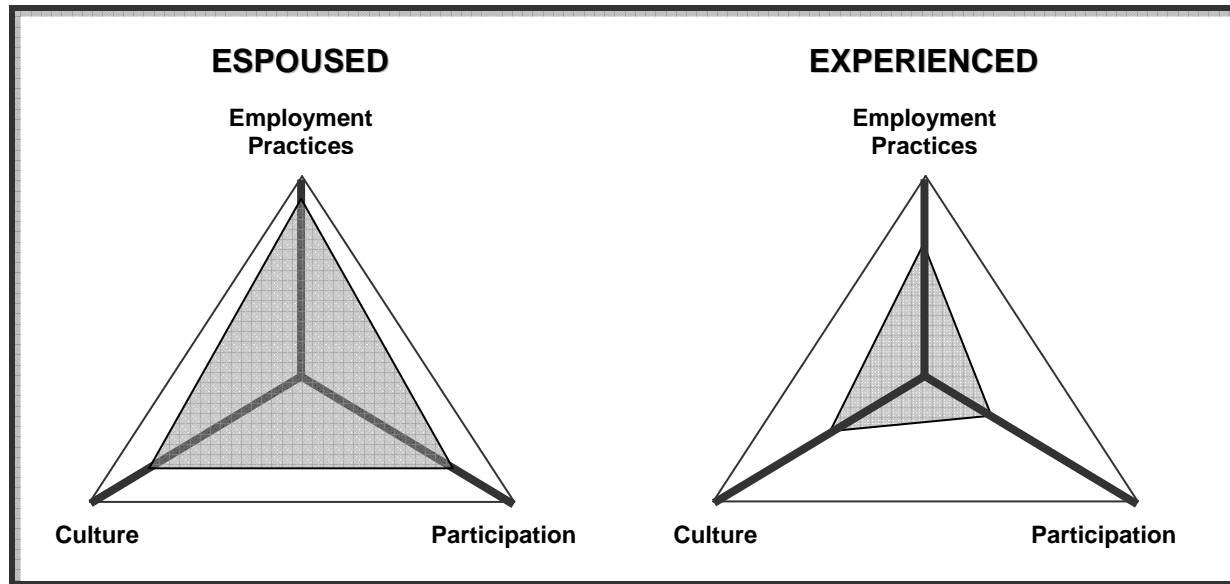 ESPOUSED
Employment
Practices
Culture
Participation
EXPERIENCED
Employment
Practices
Culture
Participation